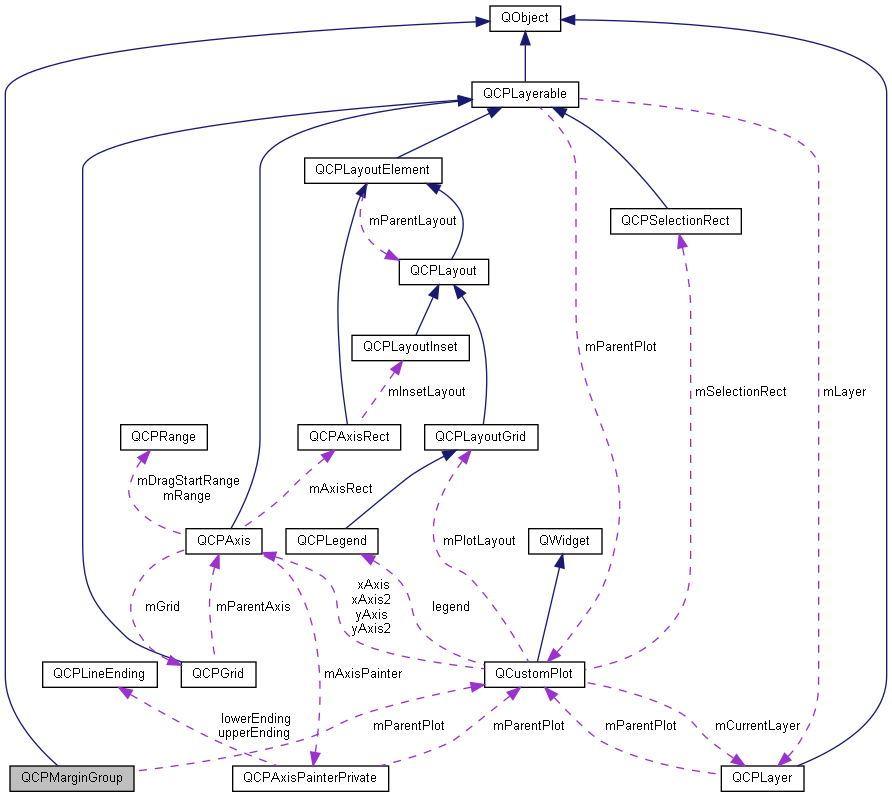 QObject
QCPLayerable
QCPLayoutElement
mParentLayout
QCPSelectionRect
QCPLayout
QCPLayoutInset
mParentPlot
mInsetLayout
mSelectionRect
mLayer
QCPRange
QCPAxisRect
QCPLayoutGrid
mDragStartRange
mRange
mAxisRect
QCPAxis
QCPLegend
mPlotLayout
QWidget
mGrid
mParentAxis
xAxis
xAxis2
yAxis
yAxis2
legend
QCPLineEnding
QCPGrid
mAxisPainter
QCustomPlot
lowerEnding
upperEnding
mParentPlot
mParentPlot
mParentPlot
mCurrentLayer
QCPMarginGroup
QCPAxisPainterPrivate
QCPLayer